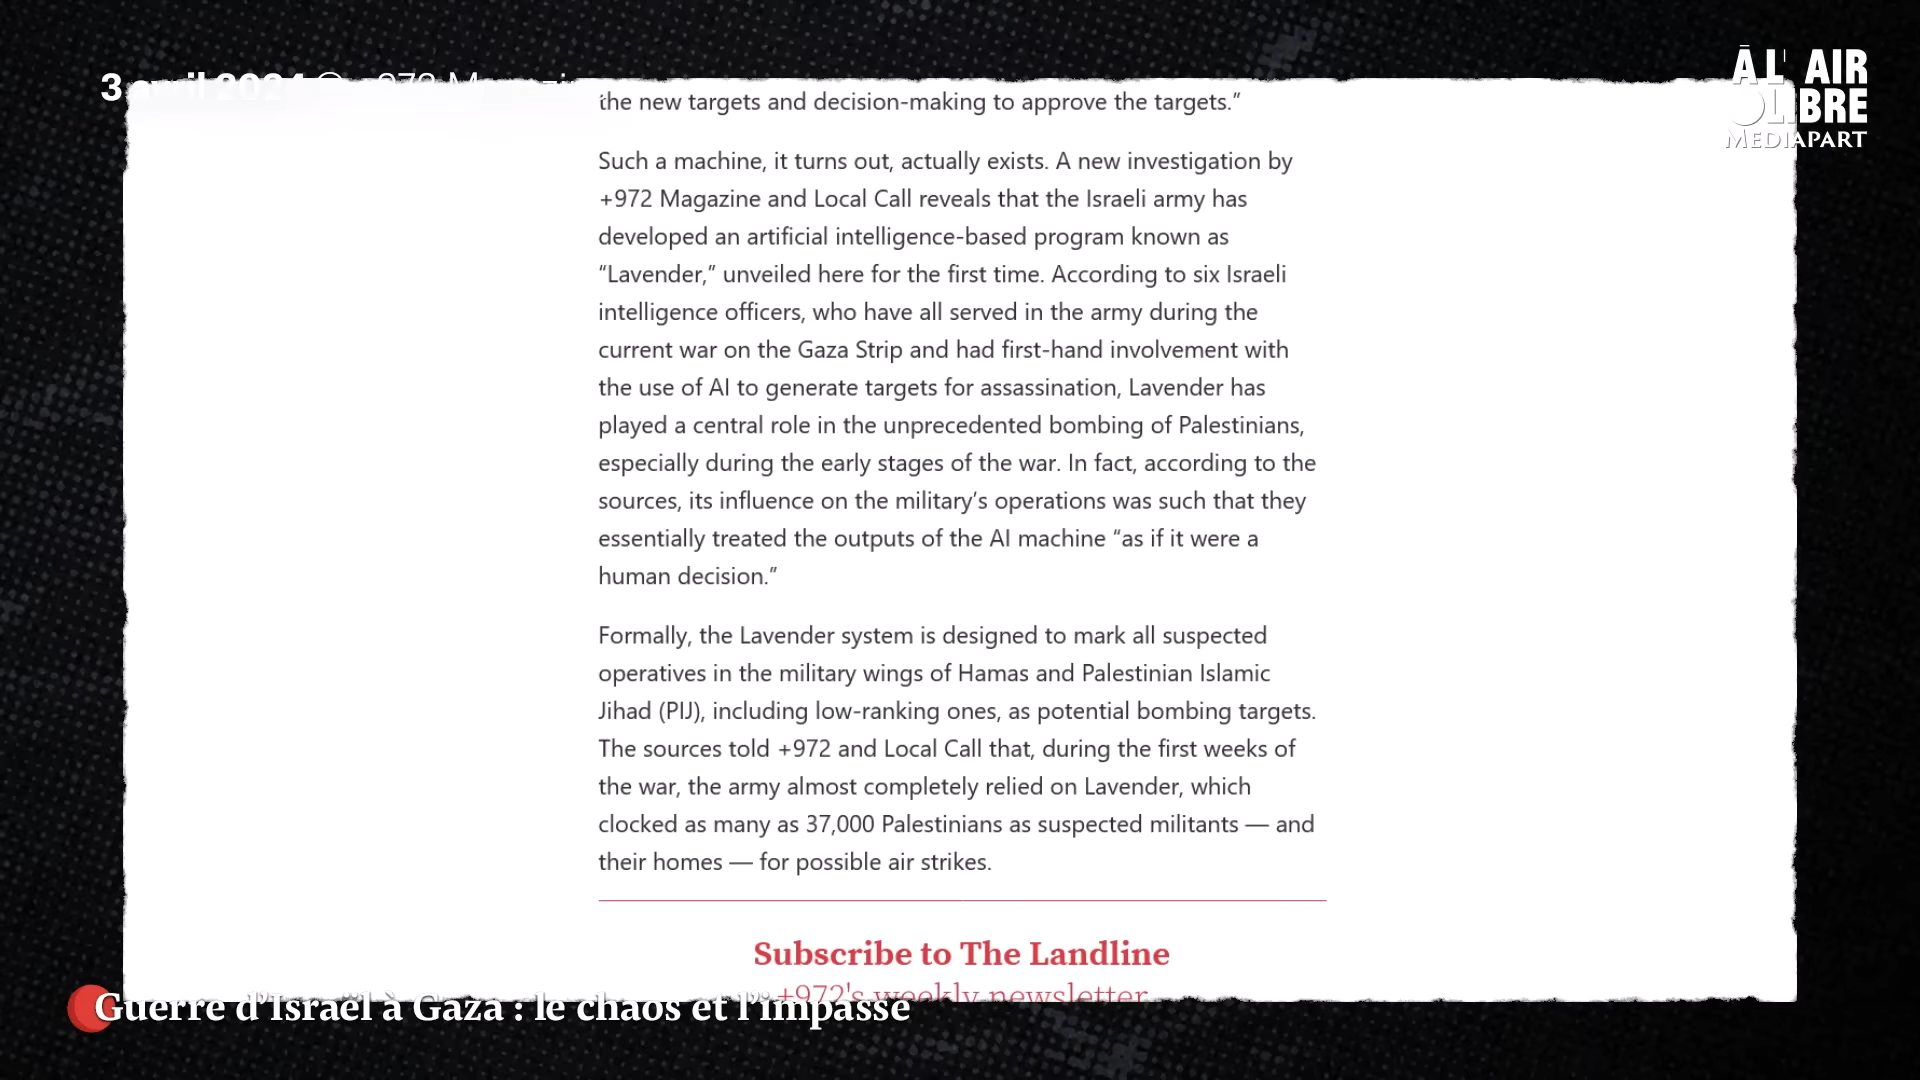 3 avril 2024 © +972 Magazi
À L' AIR
LIBRE
MEDIAPART
the new targets and decision-making to approve the targets.”
Such a machine, it turns out, actually exists. A new investigation by
+972 Magazine and Local Call reveals that the Israeli army has
developed an artificial intelligence-based program known as
“Lavender,” unveiled here for the first time. According to six Israeli
intelligence officers, who have all served in the army during the
current war on the Gaza Strip and had first-hand involvement with
the use of AI to generate targets for assassination, Lavender has
played a central role in the unprecedented bombing of Palestinians,
especially during the early stages of the war. In fact, according to the
sources, its influence on the military’s operations was such that they
essentially treated the outputs of the AI machine “as if it were a
human decision.”
Formally, the Lavender system is designed to mark all suspected
operatives in the military wings of Hamas and Palestinian Islamic
Jihad (PIJ), including low-ranking ones, as potential bombing targets.
The sources told +972 and Local Call that, during the first weeks of
the war, the army almost completely relied on Lavender, which
clocked as many as 37,000 Palestinians as suspected militants — and
their homes — for possible air strikes.
Subscribe to The Landline
+972's weekly newsletter
Guerre d’Israël à Gaza : le chaos et l’impasse